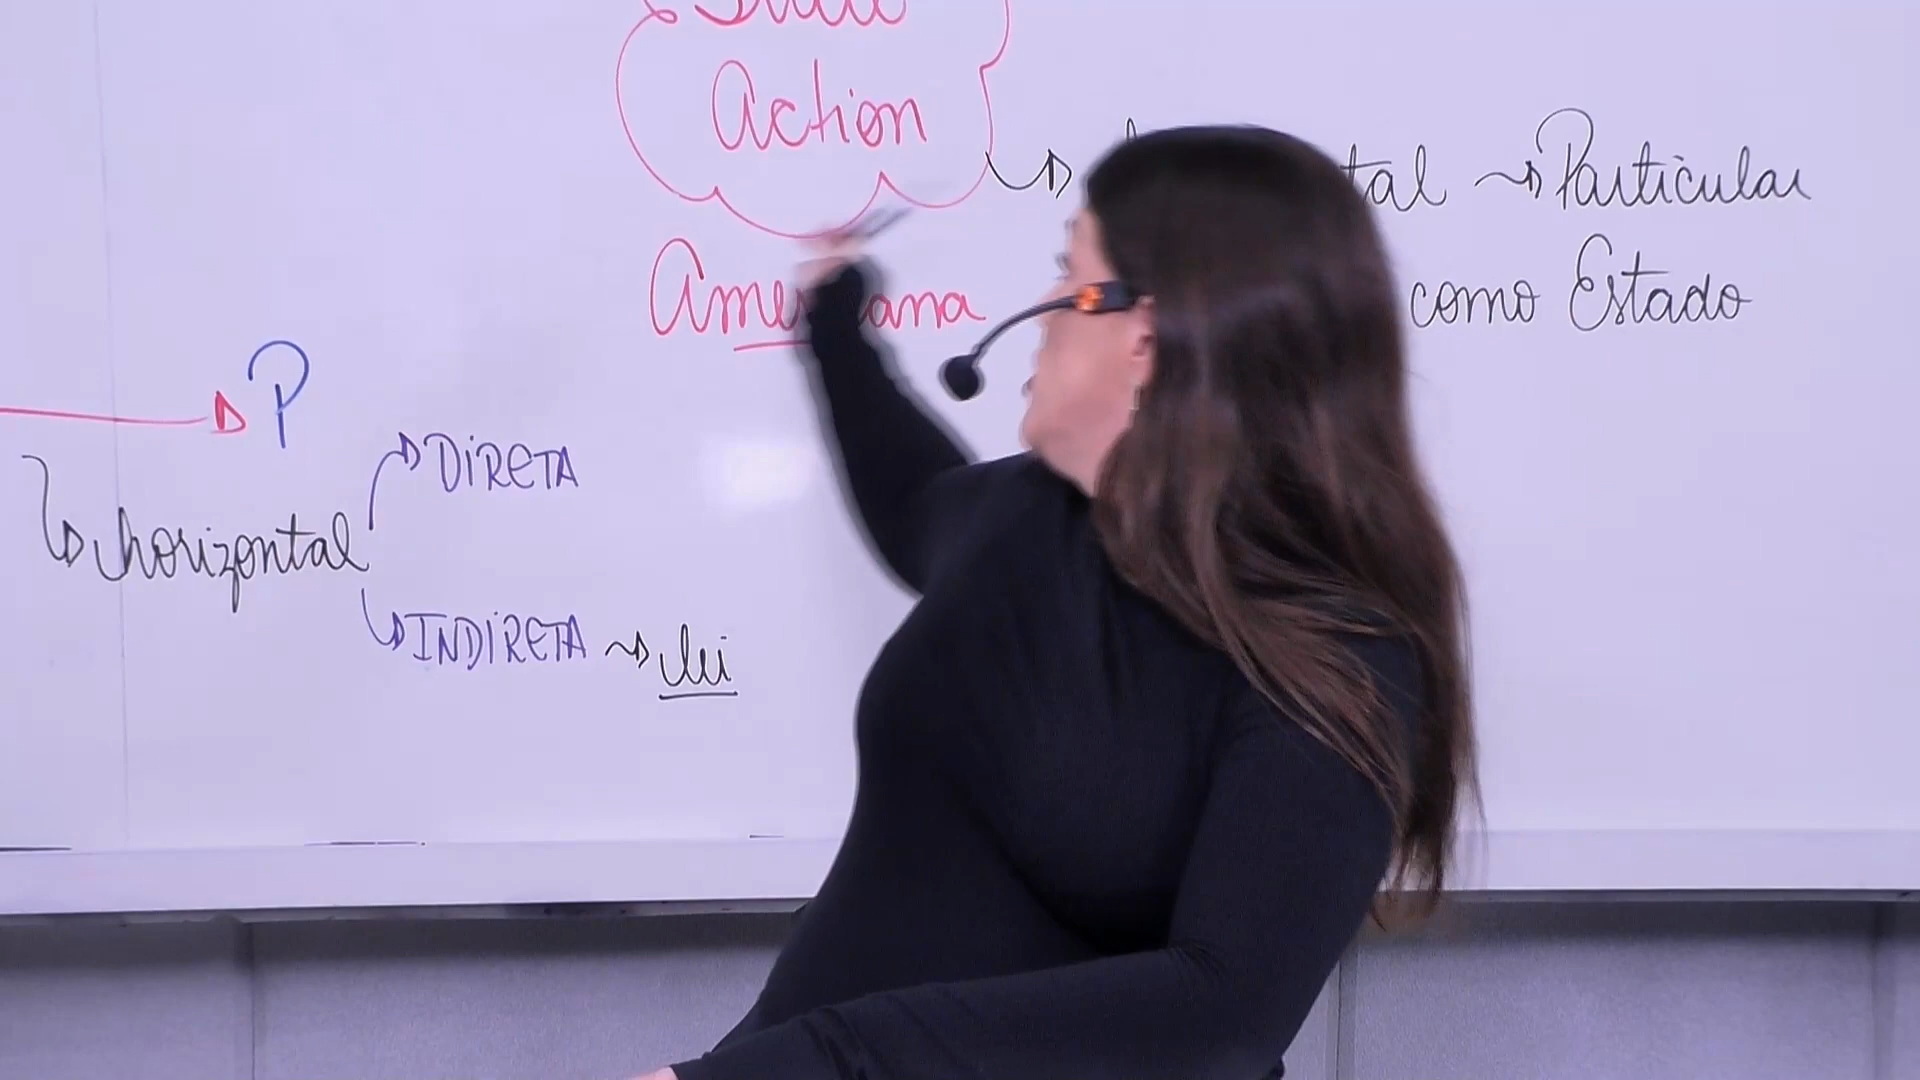 State
Action
tal Particular
Americana
como Estado
P
DIRETA
horizontal
INDIRETA lei